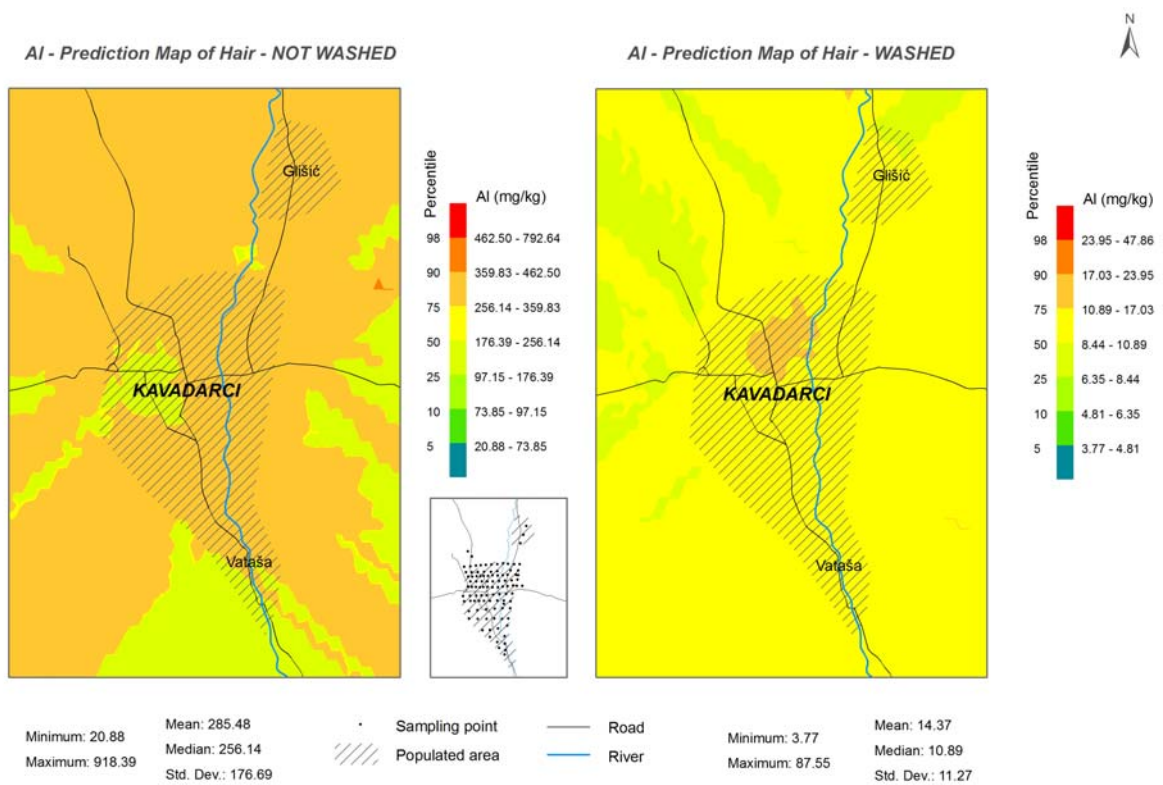 N
Al - Prediction Map of Hair - NOT WASHED
Al - Prediction Map of Hair - WASHED
Glišić
KAVADARCI
Vataša
Percentile
Al (mg/kg)
98
90
75
50
25
10
5
462.50 - 792.64
359.83 - 462.50
256.14 - 359.83
176.39 - 256.14
97.15 - 176.39
73.85 - 97.15
20.88 - 73.85
Glišić
KAVADARCI
Vataša
Percentile
Al (mg/kg)
98
90
75
50
25
10
5
23.95 - 47.86
17.03 - 23.95
10.89 - 17.03
8.44 - 10.89
6.35 - 8.44
4.81 - 6.35
3.77 - 4.81
Minimum: 20.88
Maximum: 918.39
Mean: 285.48
Median: 256.14
Std. Dev.: 176.69
Sampling point
Populated area
Road
River
Minimum: 3.77
Maximum: 87.55
Mean: 14.37
Median: 10.89
Std. Dev.: 11.27